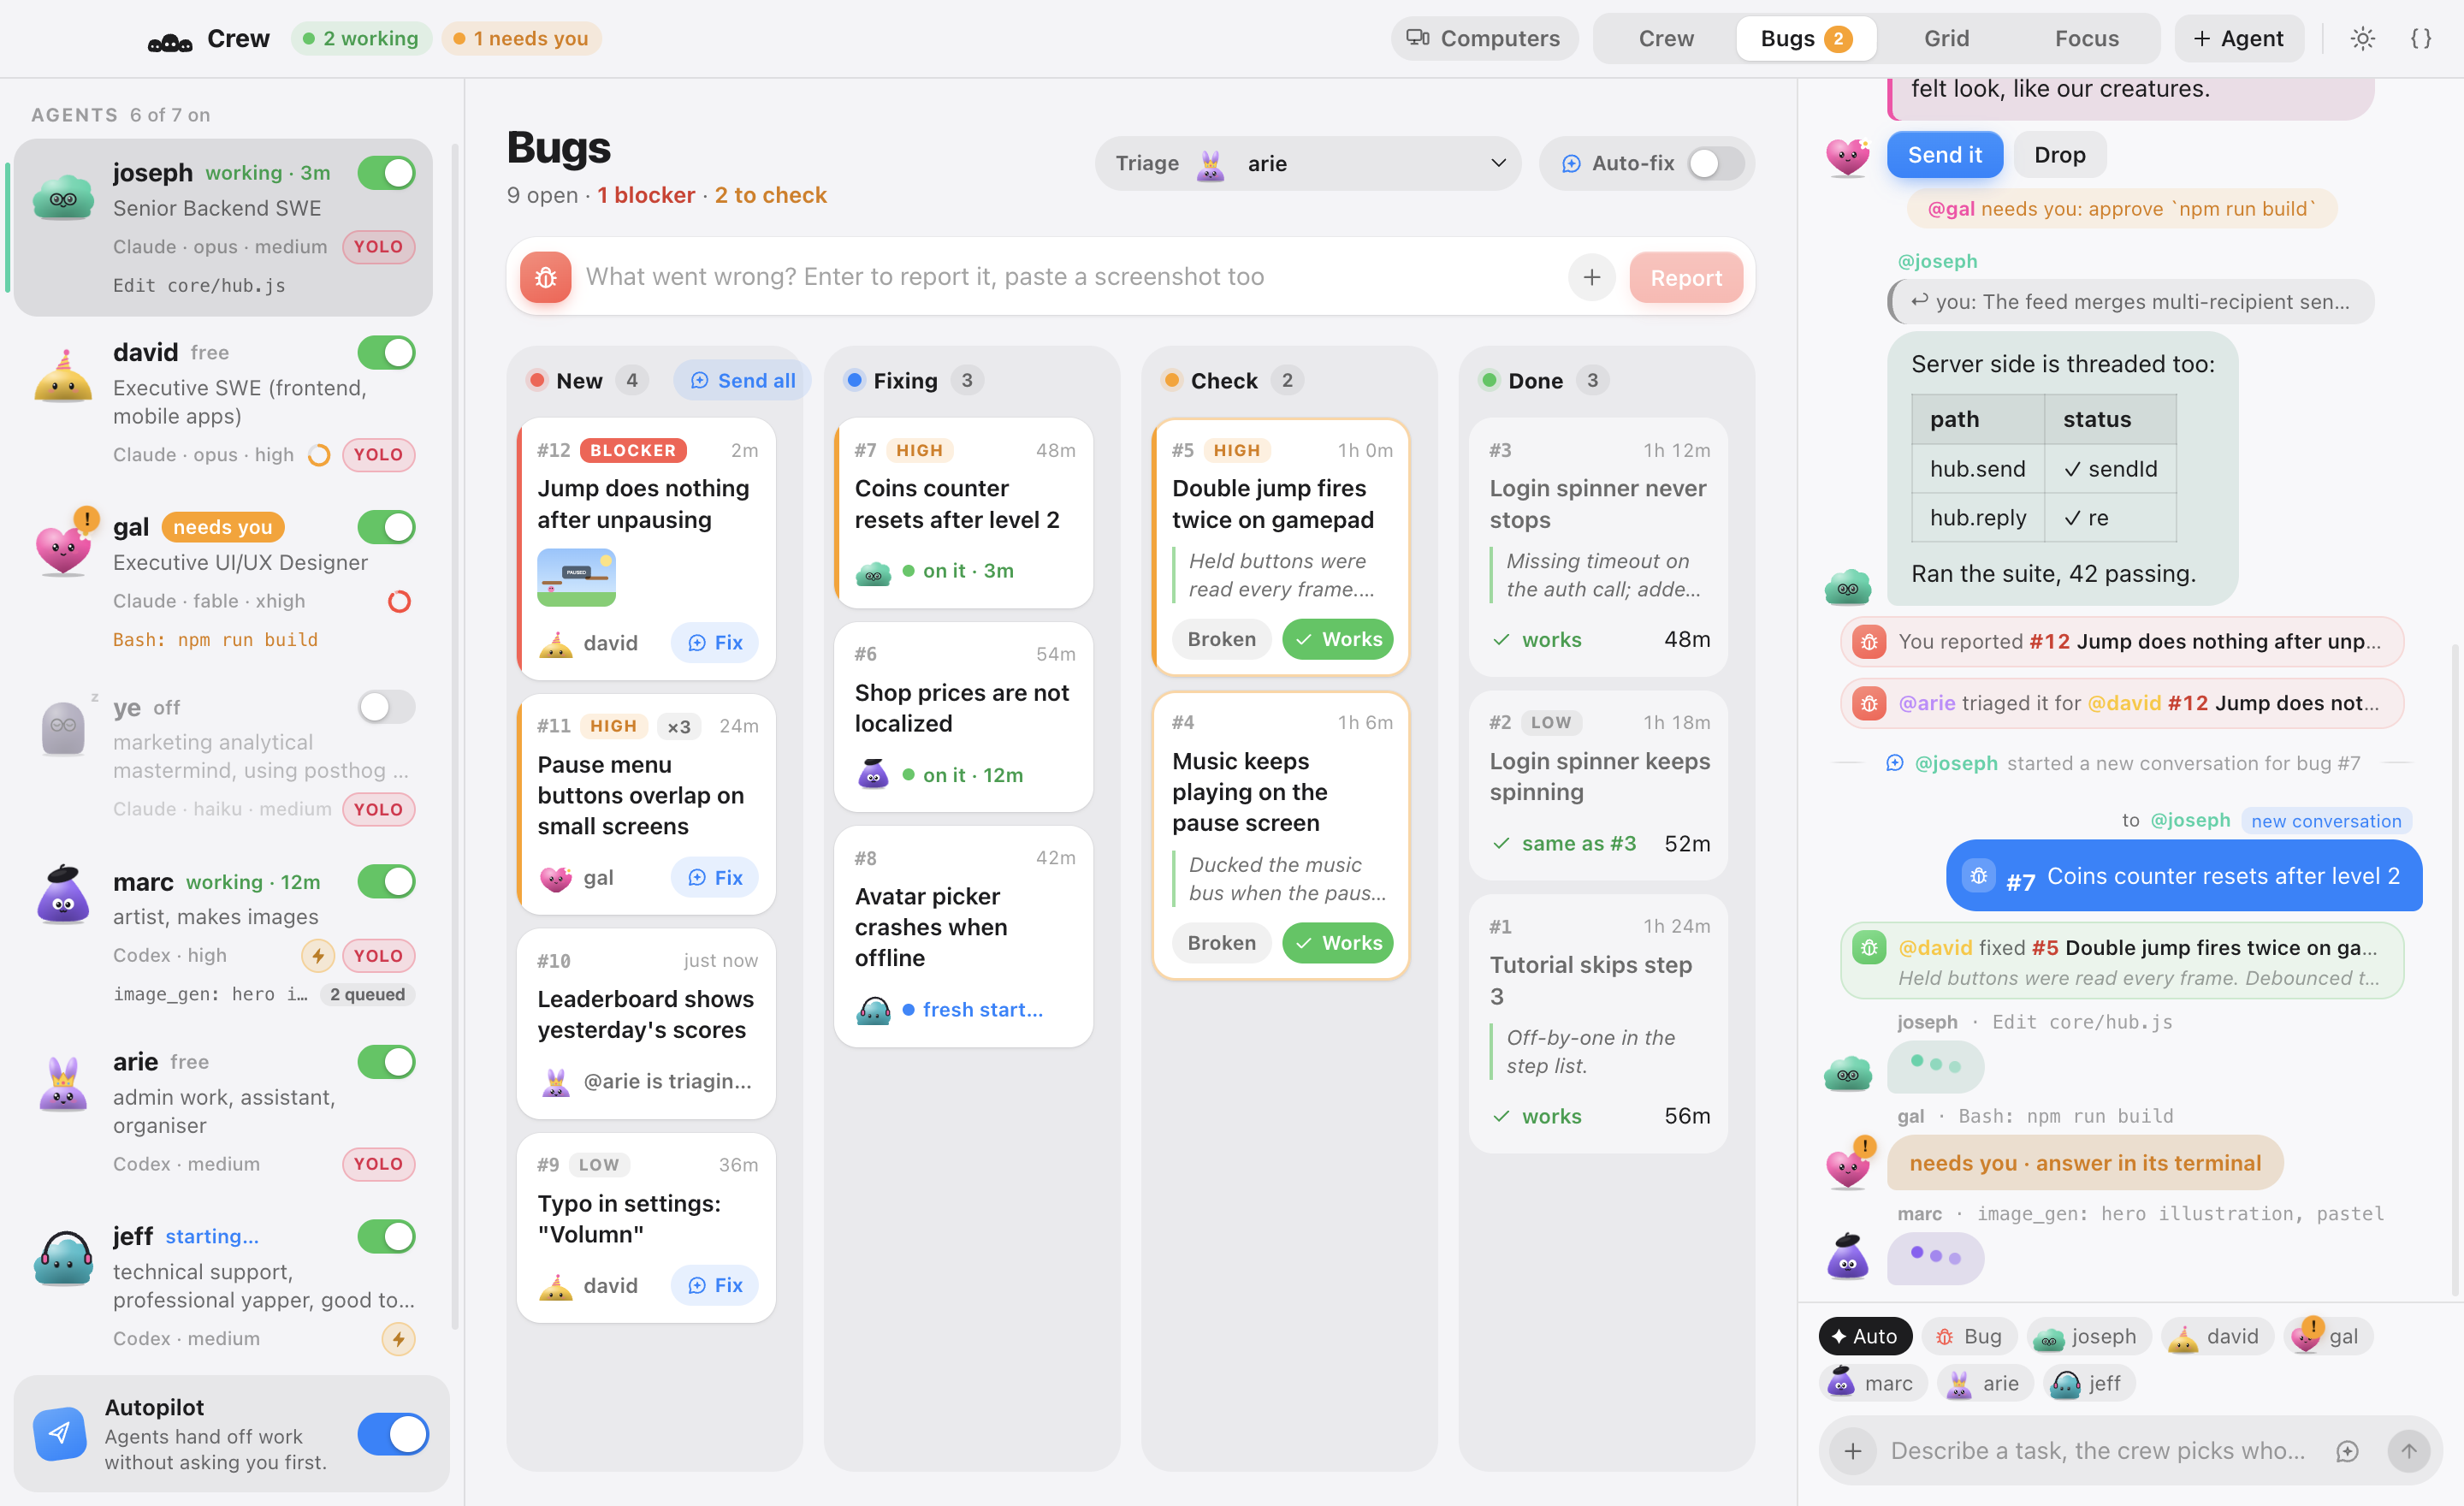 Crew
2 working
1 needs you
Computers
Crew
Bugs 2
Grid
Focus
+ Agent
{ }
AGENTS 6 of 7 on
joseph working · 3m
Senior Backend SWE
Claude · opus · medium YOLO
Edit core/hub.js
david free
Executive SWE (frontend,
mobile apps)
Claude · opus · high YOLO
! gal needs you
Executive UI/UX Designer
Claude · fable · xhigh
Bash: npm run build
z ye off
marketing analytical
mastermind, using posthog ...
Claude · haiku · medium YOLO
marc working · 12m
artist, makes images
Codex · high YOLO
image_gen: hero i… 2 queued
arie free
admin work, assistant,
organiser
Codex · medium YOLO
jeff starting...
technical support,
professional yapper, good to...
Codex · medium
Autopilot
Agents hand off work
without asking you first.
Bugs
9 open · 1 blocker · 2 to check
Triage arie
Auto-fix
What went wrong? Enter to report it, paste a screenshot too
+ Report
New 4 Send all
#12 BLOCKER 2m
Jump does nothing
after unpausing
PAUSED
david Fix
#11 HIGH ×3 24m
Pause menu
buttons overlap on
small screens
gal Fix
#10 just now
Leaderboard shows
yesterday's scores
@arie is triagin...
#9 LOW 36m
Typo in settings:
"Volumn"
david Fix
Fixing 3
#7 HIGH 48m
Coins counter
resets after level 2
on it · 3m
#6 54m
Shop prices are not
localized
on it · 12m
#8 42m
Avatar picker
crashes when
offline
fresh start...
Check 2
#5 HIGH 1h 0m
Double jump fires
twice on gamepad
Held buttons were
read every frame....
Broken ✓ Works
#4 1h 6m
Music keeps
playing on the
pause screen
Ducked the music
bus when the paus...
Broken ✓ Works
Done 3
#3 1h 12m
Login spinner never
stops
Missing timeout on
the auth call; adde...
✓ works 48m
#2 LOW 1h 18m
Login spinner keeps
spinning
✓ same as #3 52m
#1 1h 24m
Tutorial skips step
3
Off-by-one in the
step list.
✓ works 56m
felt look, like our creatures.
Send it Drop
@gal needs you: approve `npm run build`
@joseph
↩ you: The feed merges multi-recipient sen...
Server side is threaded too:
path status
hub.send ✓ sendId
hub.reply ✓ re
Ran the suite, 42 passing.
You reported #12 Jump does nothing after unp...
@arie triaged it for @david #12 Jump does not...
@joseph started a new conversation for bug #7
to @joseph new conversation
#7 Coins counter resets after level 2
@david fixed #5 Double jump fires twice on ga...
Held buttons were read every frame. Debounced t...
joseph · Edit core/hub.js
gal · Bash: npm run build
! needs you · answer in its terminal
marc · image_gen: hero illustration, pastel
Auto
Bug
joseph
david
! gal
marc
arie
jeff
+ Describe a task, the crew picks who...